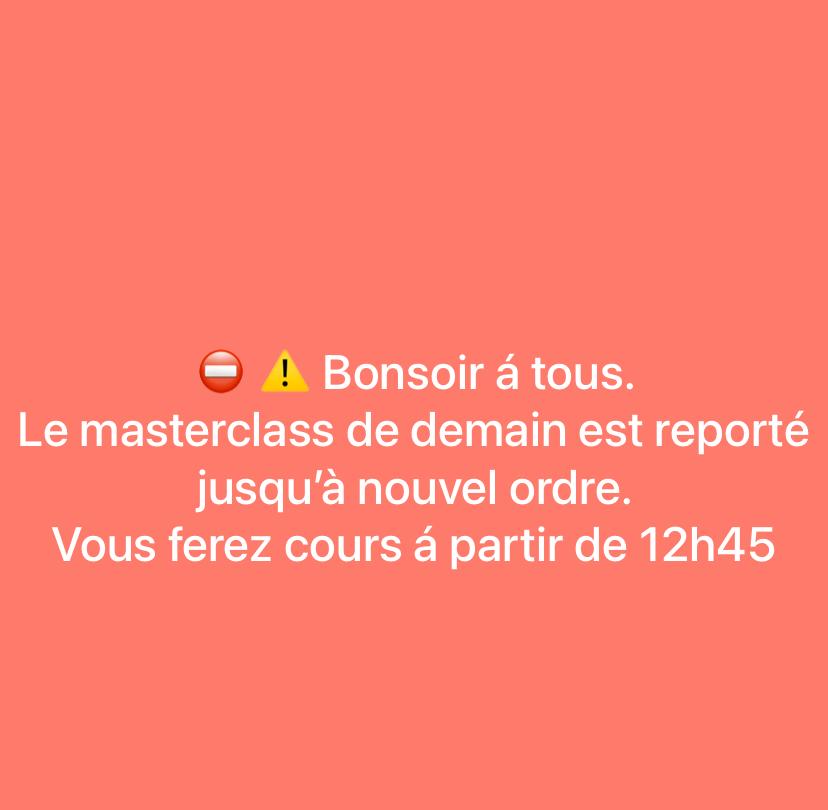 ⛔ ⚠️ Bonsoir á tous.
Le masterclass de demain est reporté
jusqu’à nouvel ordre.
Vous ferez cours á partir de 12h45